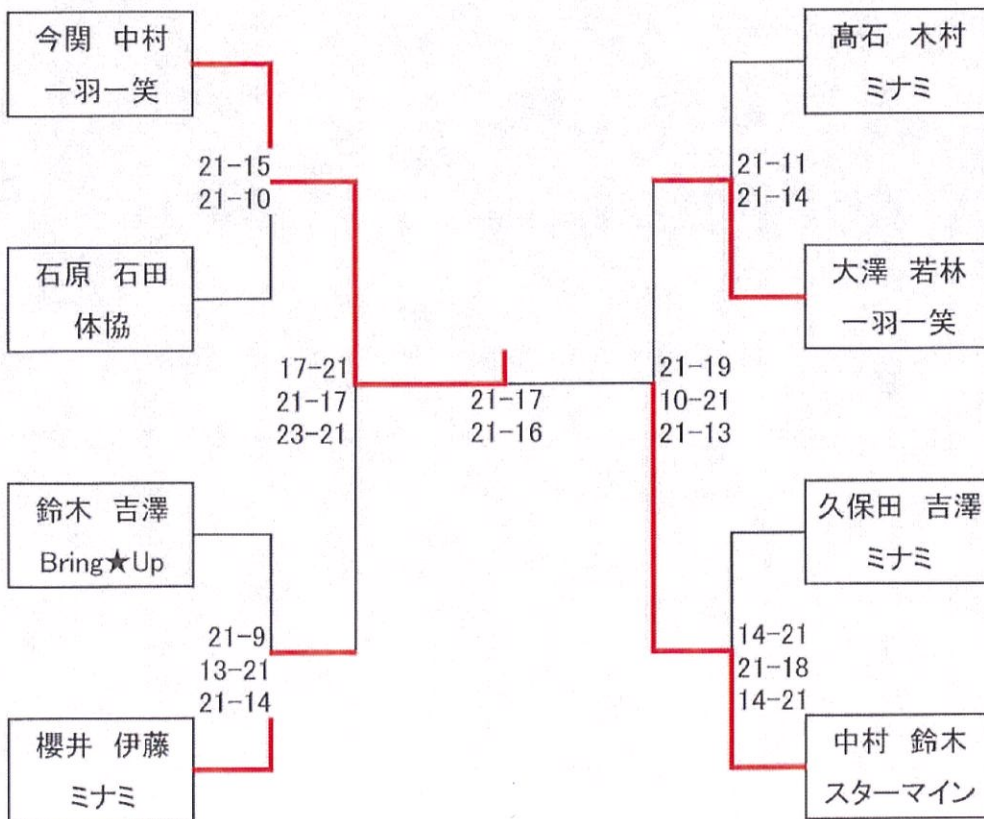 今関 中村
一羽一笑
21-15
21-10
石原 石田
体協
17-21
21-17
23-21
鈴木 吉澤
Bring★Up
21-9
13-21
21-14
櫻井 伊藤
ミナミ
21-17
21-16
髙石 木村
ミナミ
21-11
21-14
大澤 若林
一羽一笑
21-19
10-21
21-13
久保田 吉澤
ミナミ
14-21
21-18
14-21
中村 鈴木
スターマイン